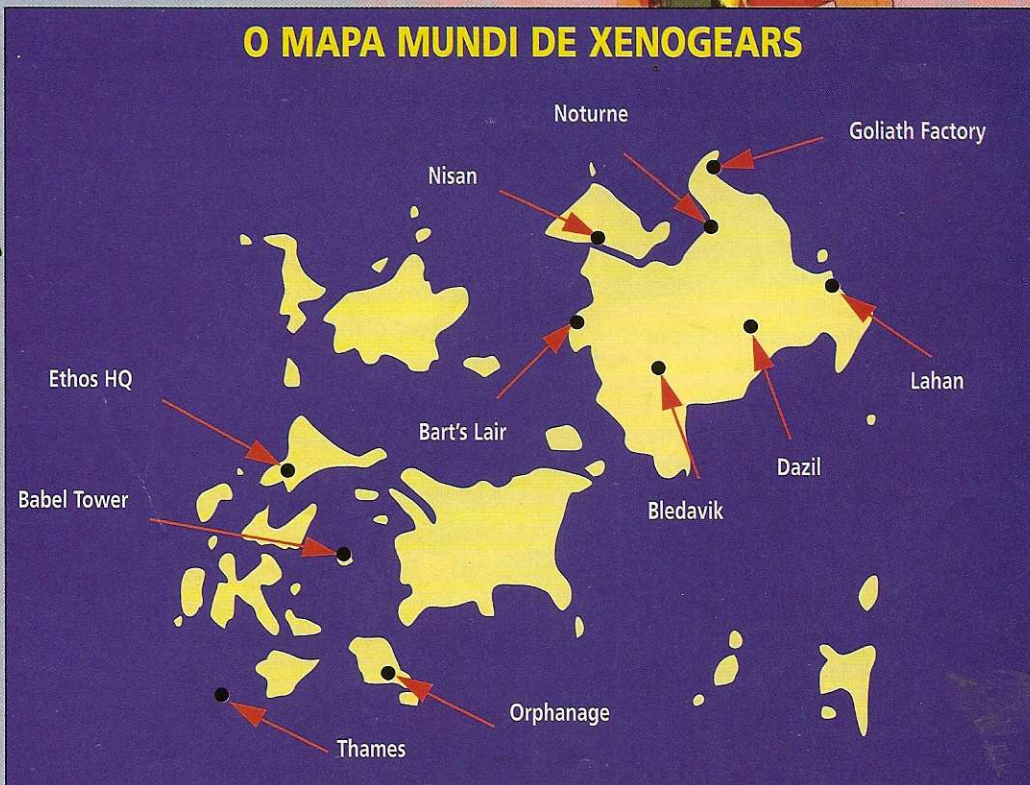 O MAPA MUNDI DE XENOGEARS
Noturne
Goliath Factory
Nisan
Ethos HQ
Lahan
Bart's Lair
Dazil
Babel Tower
Bledavik
Orphanage
Thames